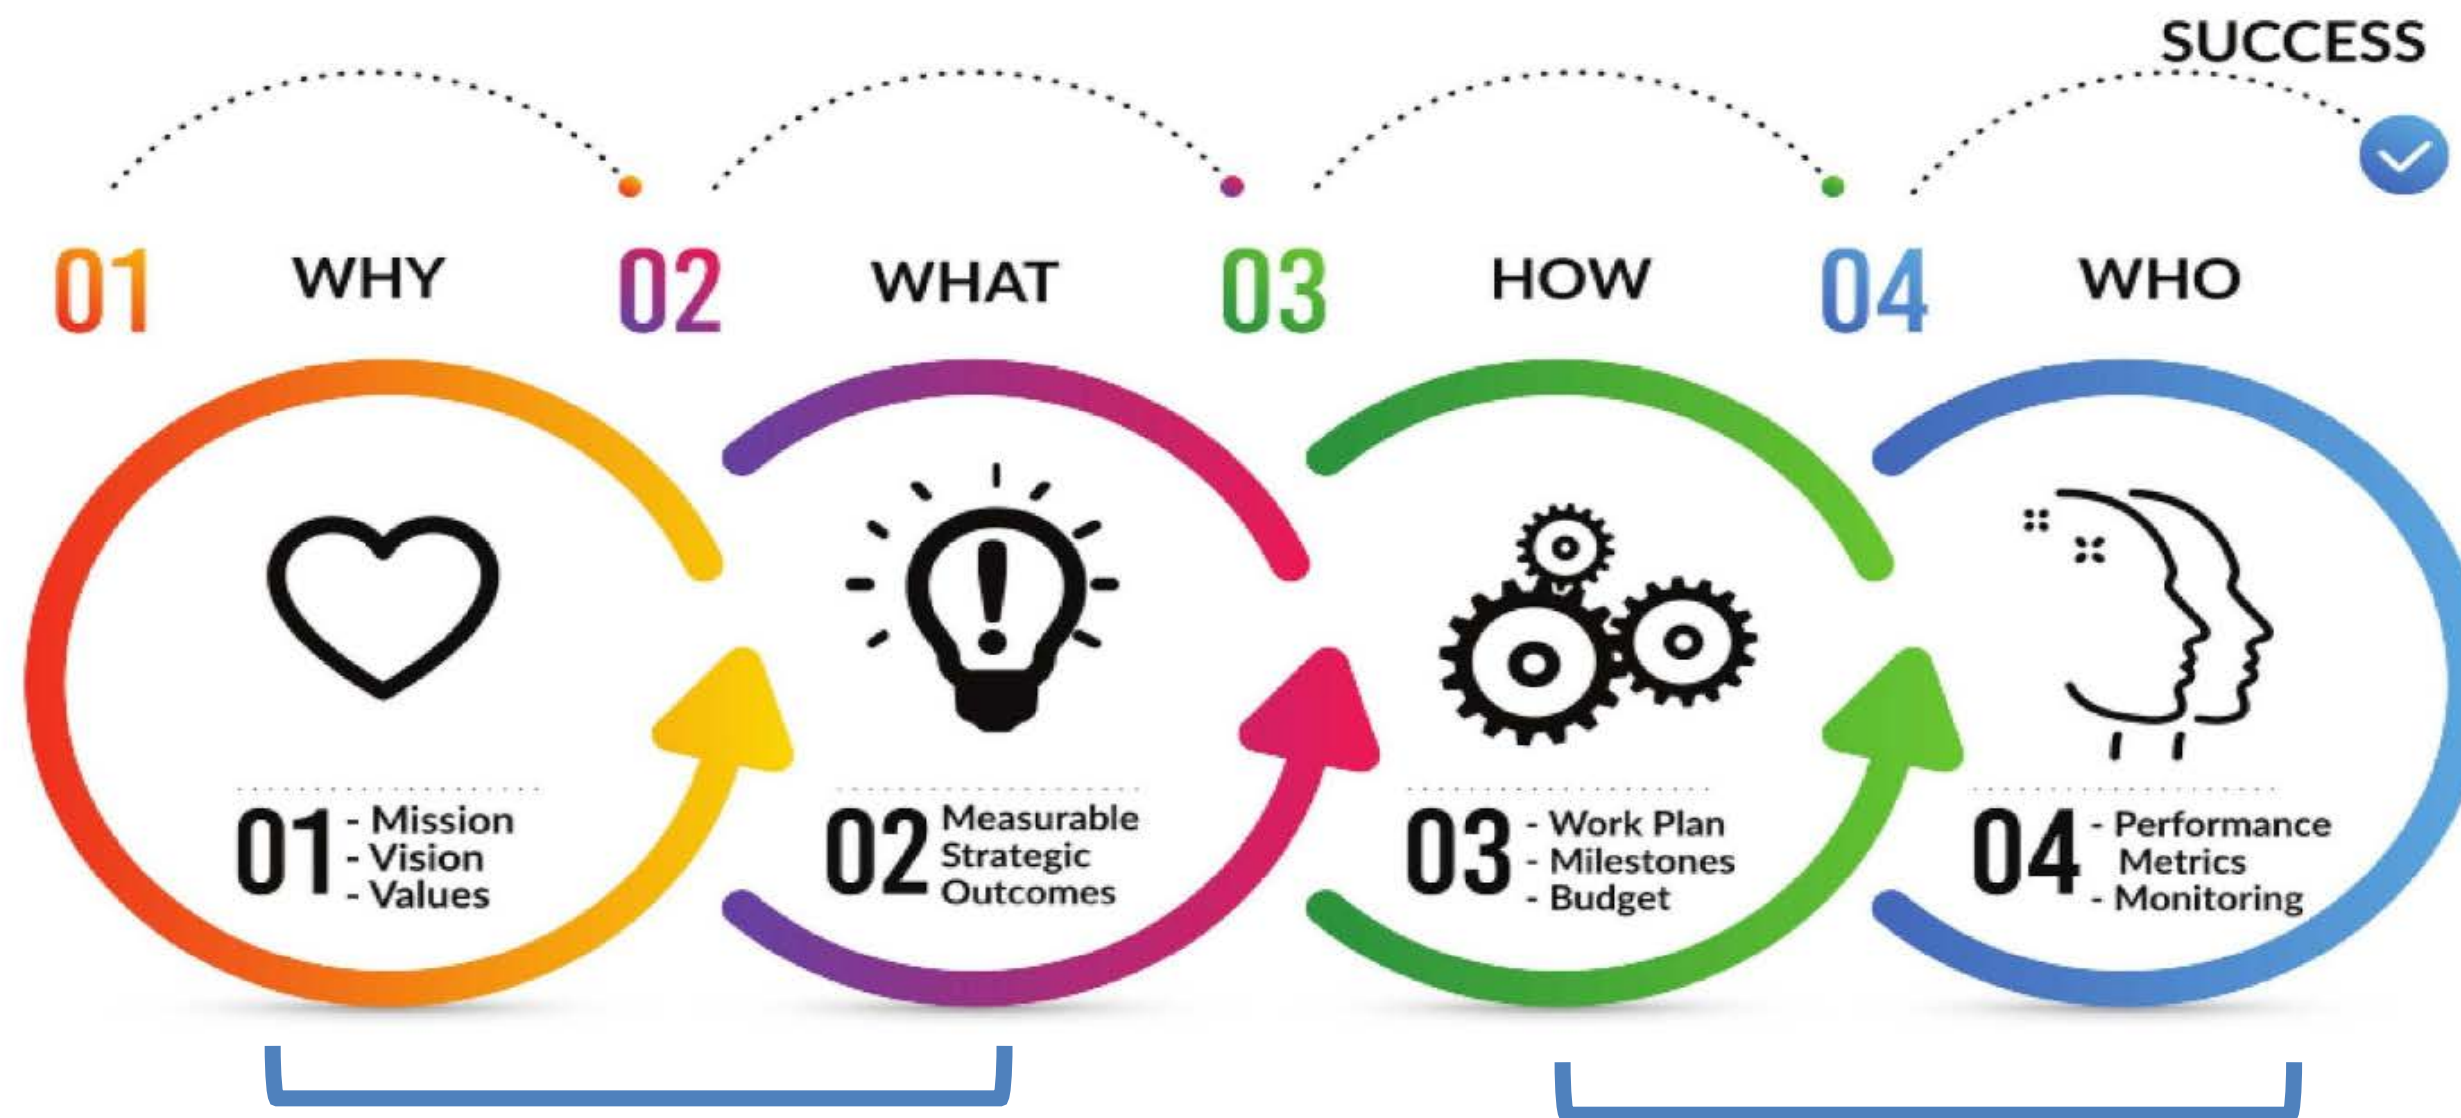 SUCCESS
01 WHY 02 WHAT 03 HOW 04 WHO
01
- Mission
- Vision
- Values
02
Measurable
Strategic
Outcomes
03
- Work Plan
- Milestones
- Budget
04
- Performance
Metrics
- Monitoring